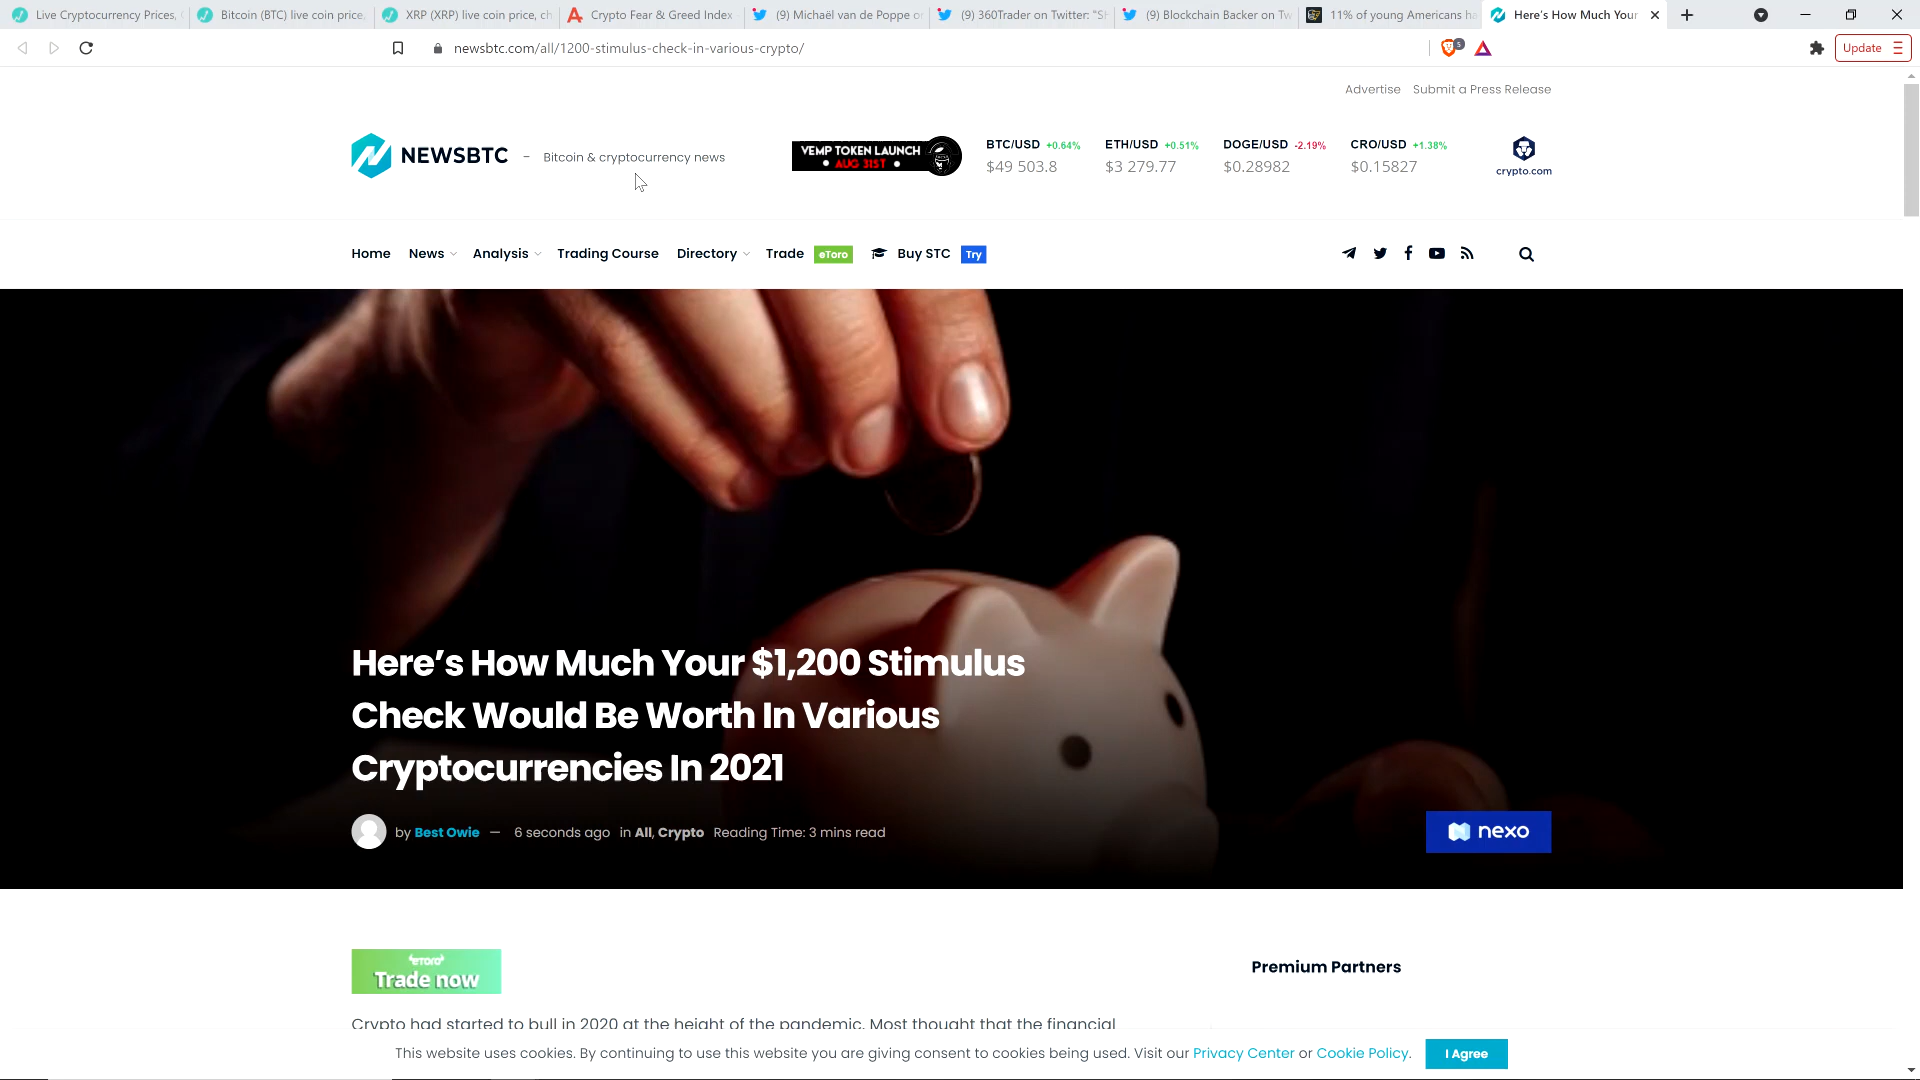 Live Cryptocurrency Prices,
Bitcoin (BTC) live coin price,
XRP (XRP) live coin price, ch
Crypto Fear & Greed Index
(9) Michaël van de Poppe on
(9) 360Trader on Twitter: "S
(9) Blockchain Backer on Tw
11% of young Americans ha
Here's How Much Your
newsbtc.com/all/1200-stimulus-check-in-various-crypto/
5
Update
Advertise
Submit a Press Release
NEWSBTC
- Bitcoin & cryptocurrency news
VEMP TOKEN LAUNCH
• AUG 31ST •
BTC/USD +0.64%
$49 503.8
ETH/USD +0.51%
$3 279.77
DOGE/USD -2.19%
$0.28982
CRO/USD +1.38%
$0.15827
crypto.com
Home
News
Analysis
Trading Course
Directory
Trade
eToro
Buy STC
Try
Here's How Much Your $1,200 Stimulus
Check Would Be Worth In Various
Cryptocurrencies In 2021
by Best Owie — 6 seconds ago in All, Crypto Reading Time: 3 mins read
nexo
eToro
Trade now
Premium Partners
Crypto had started to bull in 2020 at the height of the pandemic. Most thought that the financial
This website uses cookies. By continuing to use this website you are giving consent to cookies being used. Visit our Privacy Center or Cookie Policy.
I Agree